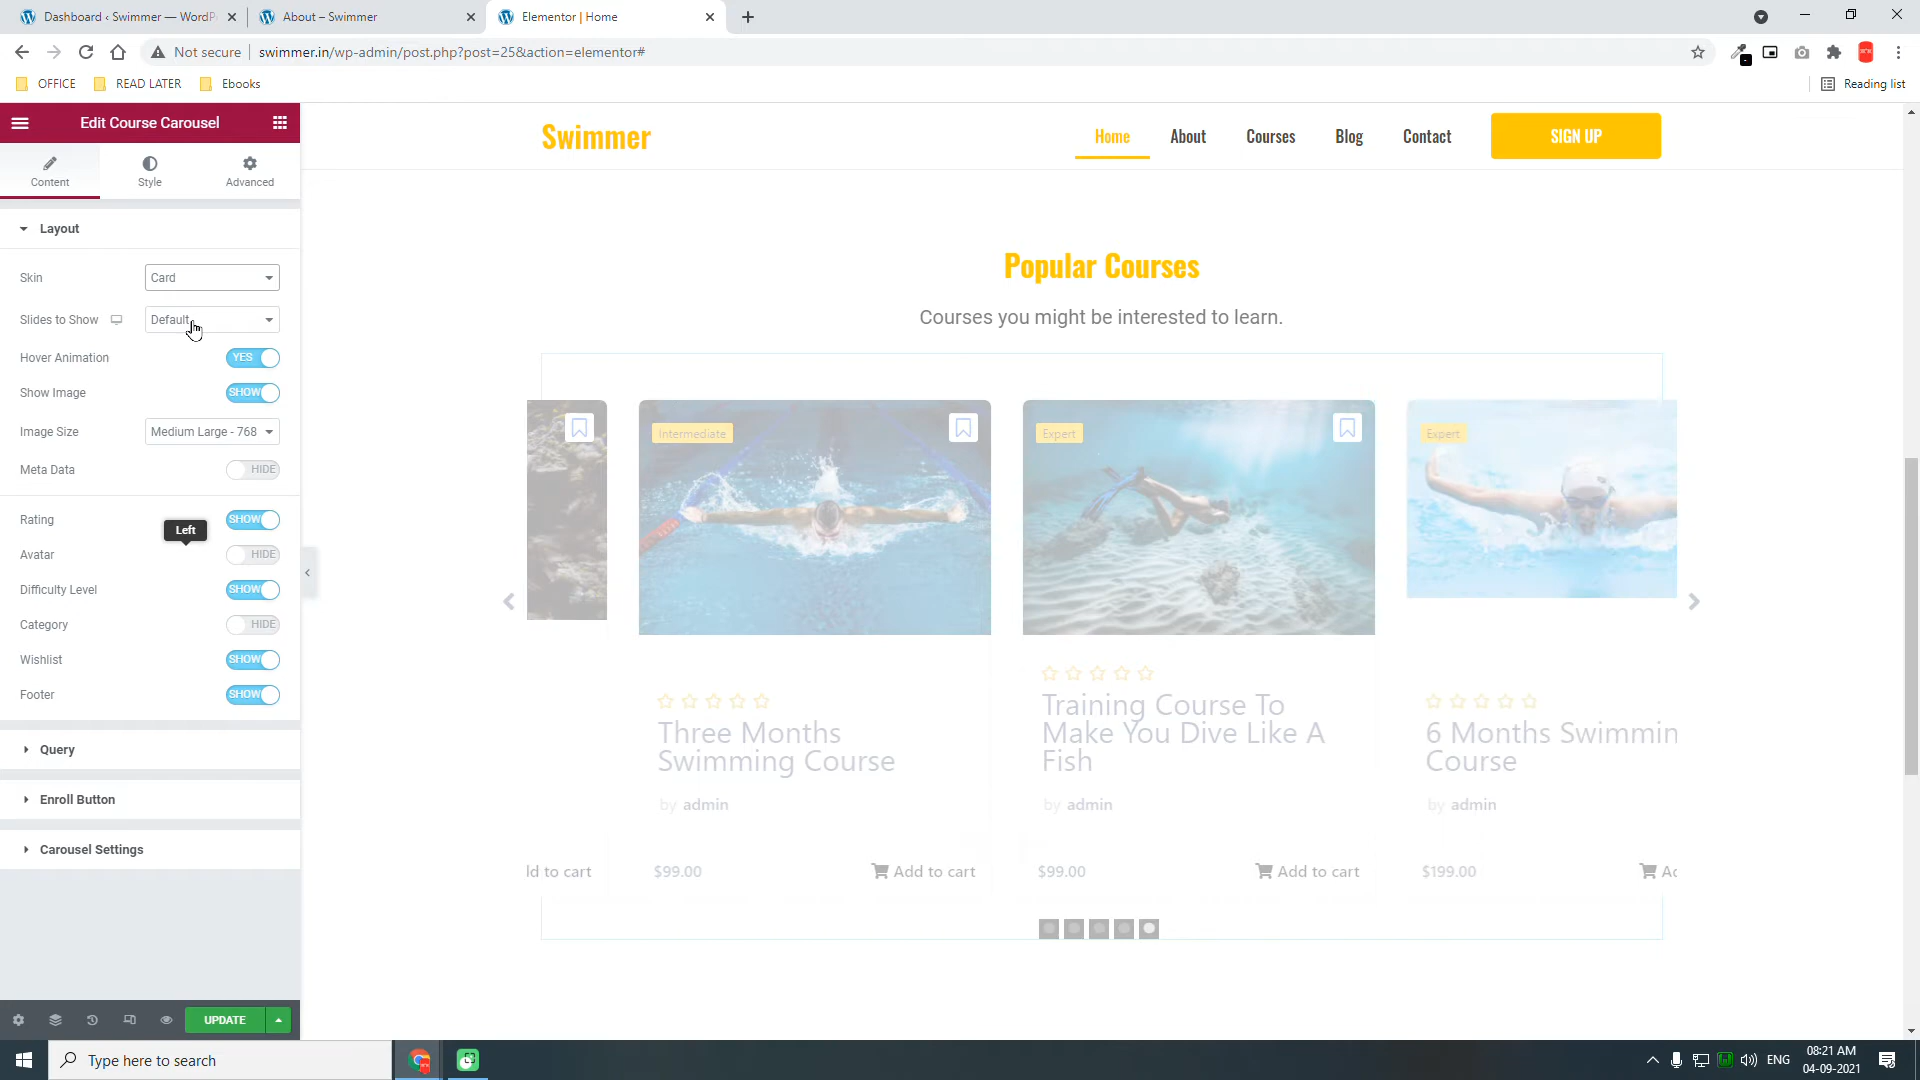 Dashboard ‹ Swimmer — WordP
About – Swimmer
Elementor | Home
Not secure
swimmer.in/wp-admin/post.php?post=25&action=elementor#
OFFICE
READ LATER
Ebooks
Reading list
Edit Course Carousel
Content
Style
Advanced
Layout
Skin
Card
Slides to Show
Default
Hover Animation
YES
Show Image
SHOW
Image Size
Medium Large - 768
Meta Data
HIDE
Rating
SHOW
Left
Avatar
HIDE
Difficulty Level
SHOW
Category
HIDE
Wishlist
SHOW
Footer
SHOW
Query
Enroll Button
Carousel Settings
UPDATE
Swimmer
Home
About
Courses
Blog
Contact
SIGN UP
Popular Courses
Courses you might be interested to learn.
Intermediate
Expert
Expert
Three Months
Swimming Course
by admin
Training Course To
Make You Dive Like A
Fish
by admin
6 Months Swimmin
Course
by admin
ld to cart
$99.00
Add to cart
$99.00
Add to cart
$199.00
Ac
Type here to search
ENG
08:21 AM
04-09-2021